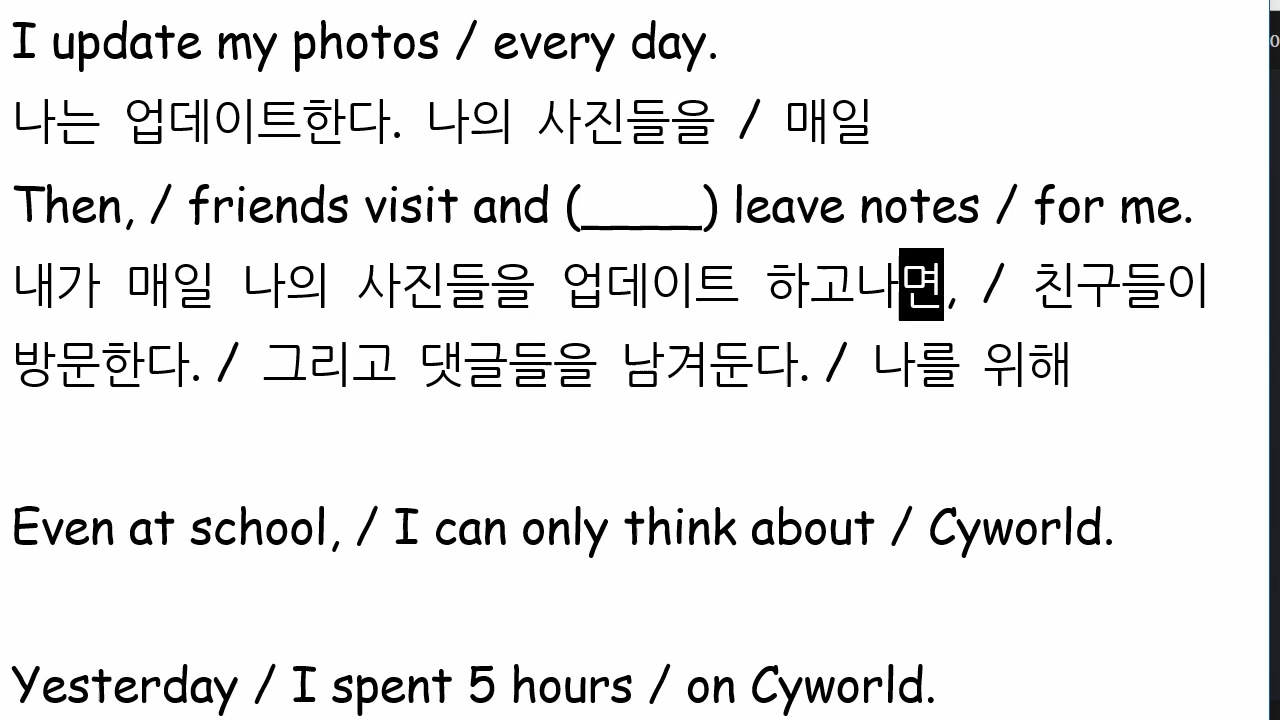 I update my photos / every day.
나는 업데이트한다. 나의 사진들을 / 매일
Then, / friends visit and (____) leave notes / for me.
내가 매일 나의 사진들을 업데이트 하고나면, / 친구들이
방문한다. / 그리고 댓글들을 남겨둔다. / 나를 위해
Even at school, / I can only think about / Cyworld.
Yesterday / I spent 5 hours / on Cyworld.